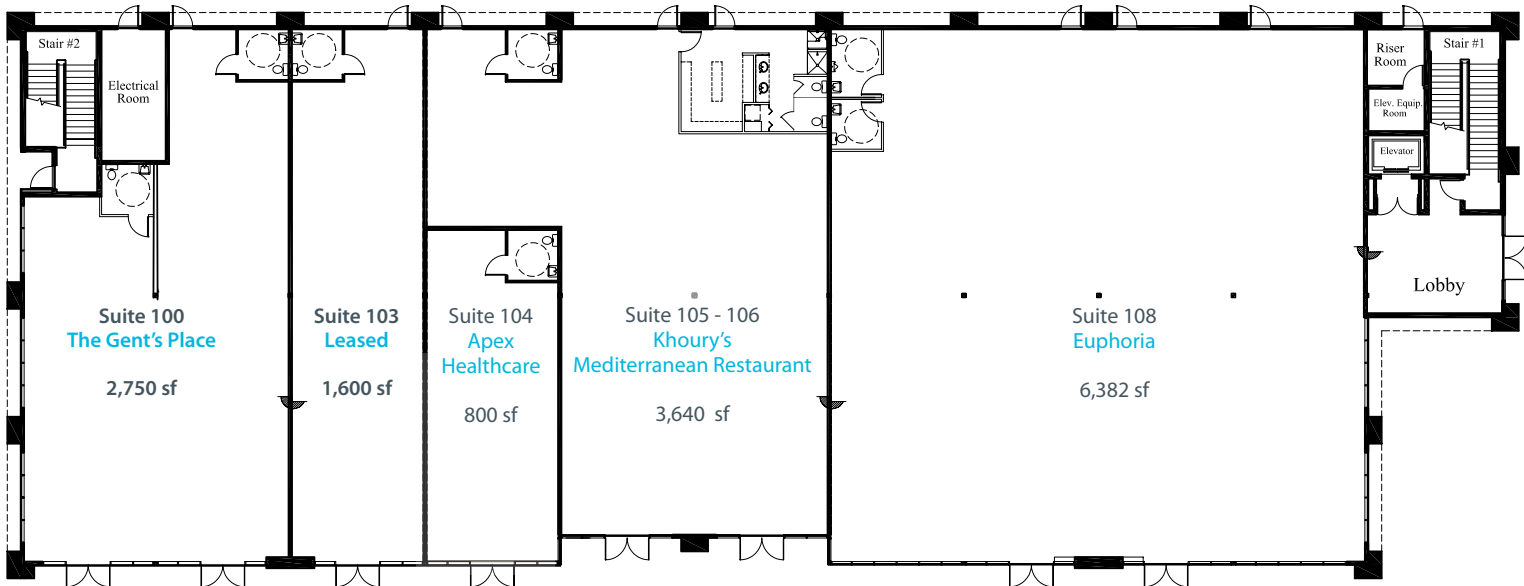 Stair #2
Electrical
Room
Riser
Room
Stair #1
Elev. Equip.
Room
Elevator
Lobby
Suite 100
The Gent’s Place
2,750 sf
Suite 103
Leased
1,600 sf
Suite 104
Apex
Healthcare
800 sf
Suite 105 - 106
Khoury’s
Mediterranean Restaurant
3,640 sf
Suite 108
Euphoria
6,382 sf